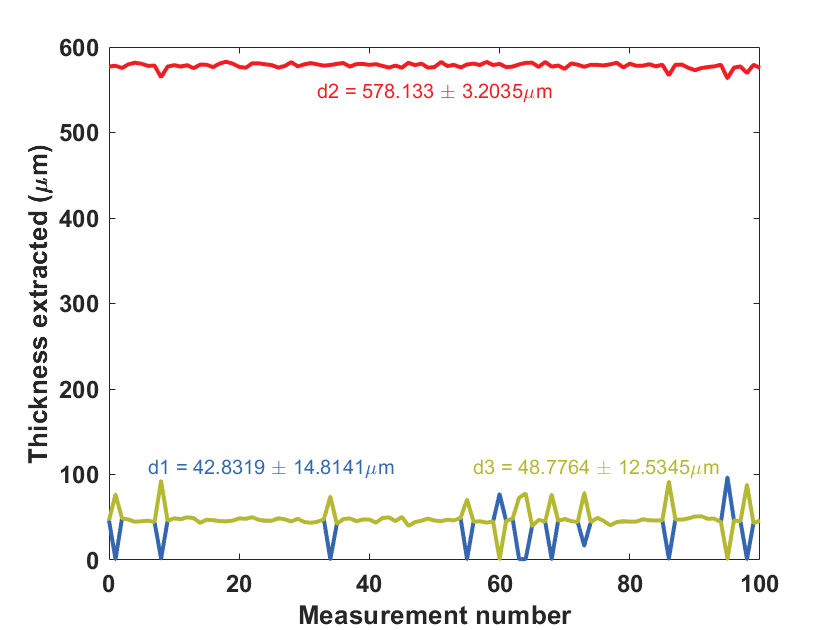 600
d2 = 578.133 ± 3.2035μm
500
400
300
200
d1 = 42.8319 ± 14.8141μm
d3 = 48.7764 ± 12.5345μm
100
0
0 20 40 60 80 100
Measurement number
Thickness extracted (μm)